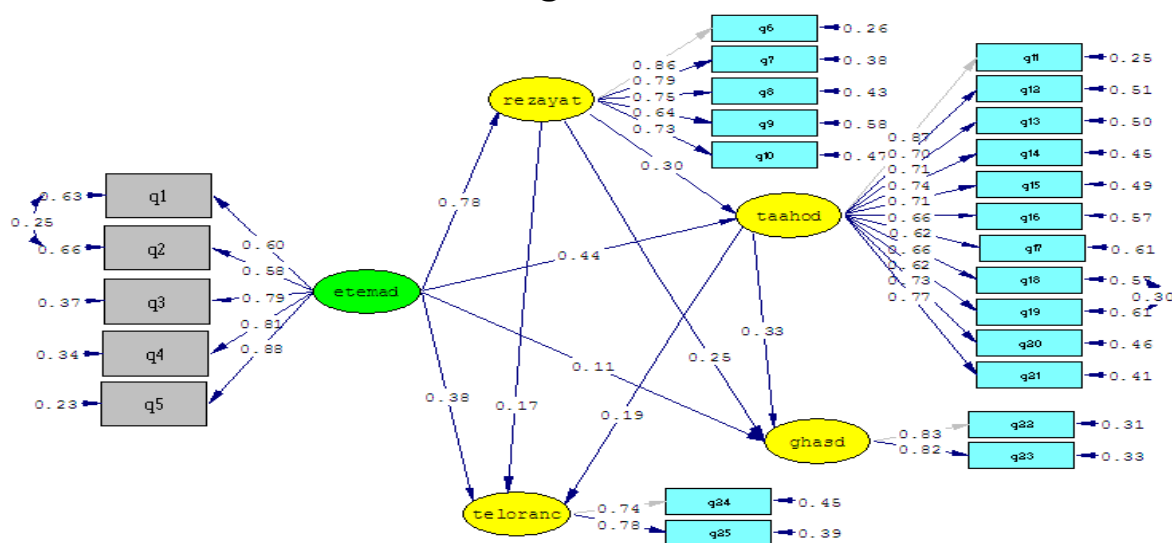 q6
0.26
0.86
q7
0.38
0.79
q8
0.43
0.75
q9
0.58
0.64
q10
0.47
0.73
rezayat
q11
0.25
0.87
q12
0.51
0.70
q13
0.50
0.71
q14
0.45
0.74
q15
0.49
0.71
q16
0.57
0.66
q17
0.61
0.62
q18
0.57
0.66
q19
0.61
0.62
0.30
q20
0.46
0.73
q21
0.41
0.77
taahod
0.30
0.78
0.44
0.63
q1
0.60
0.25
0.66
q2
0.58
0.37
q3
0.79
0.34
q4
0.81
0.23
q5
0.88
etemad
0.33
0.25
0.11
0.38
0.17
0.19
ghasd
0.83
q22
0.31
0.82
q23
0.33
teloranc
0.74
q24
0.45
0.78
q25
0.39